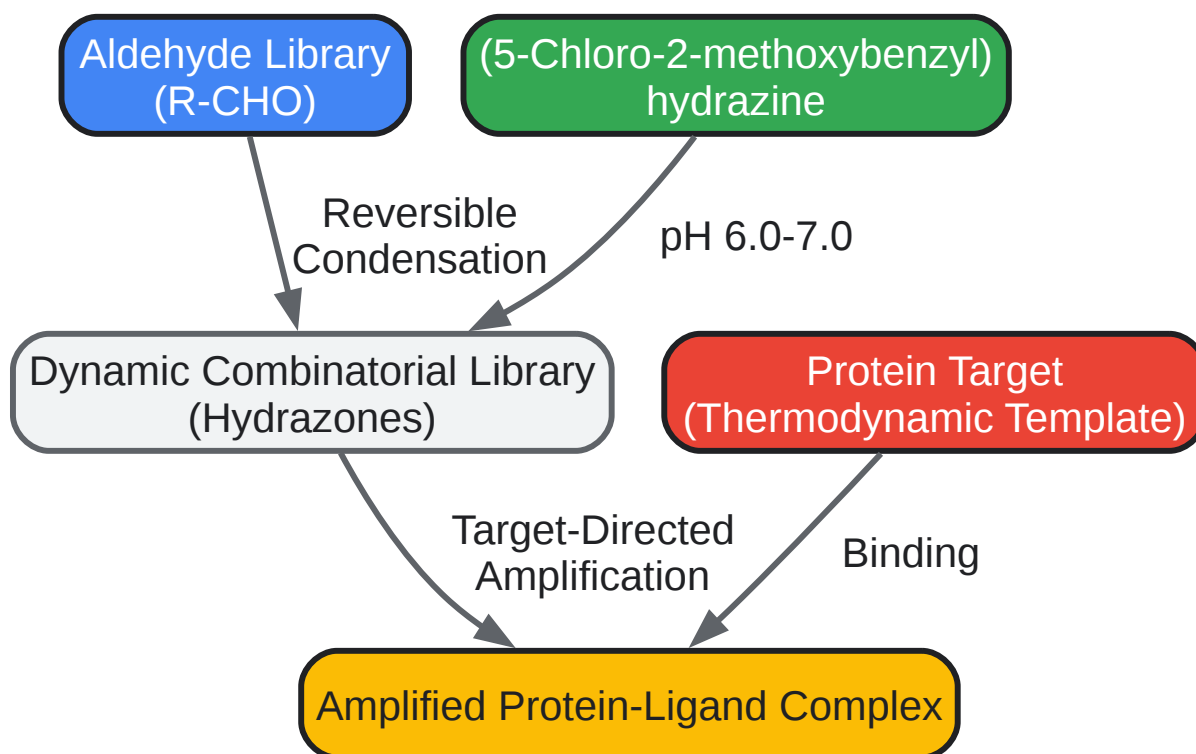 Aldehyde Library
(R-CHO)
(5-Chloro-2-methoxybenzyl)
hydrazine
Reversible
Condensation
pH 6.0-7.0
Dynamic Combinatorial Library
(Hydrazones)
Protein Target
(Thermodynamic Template)
Target-Directed
Amplification
Binding
Amplified Protein-Ligand Complex